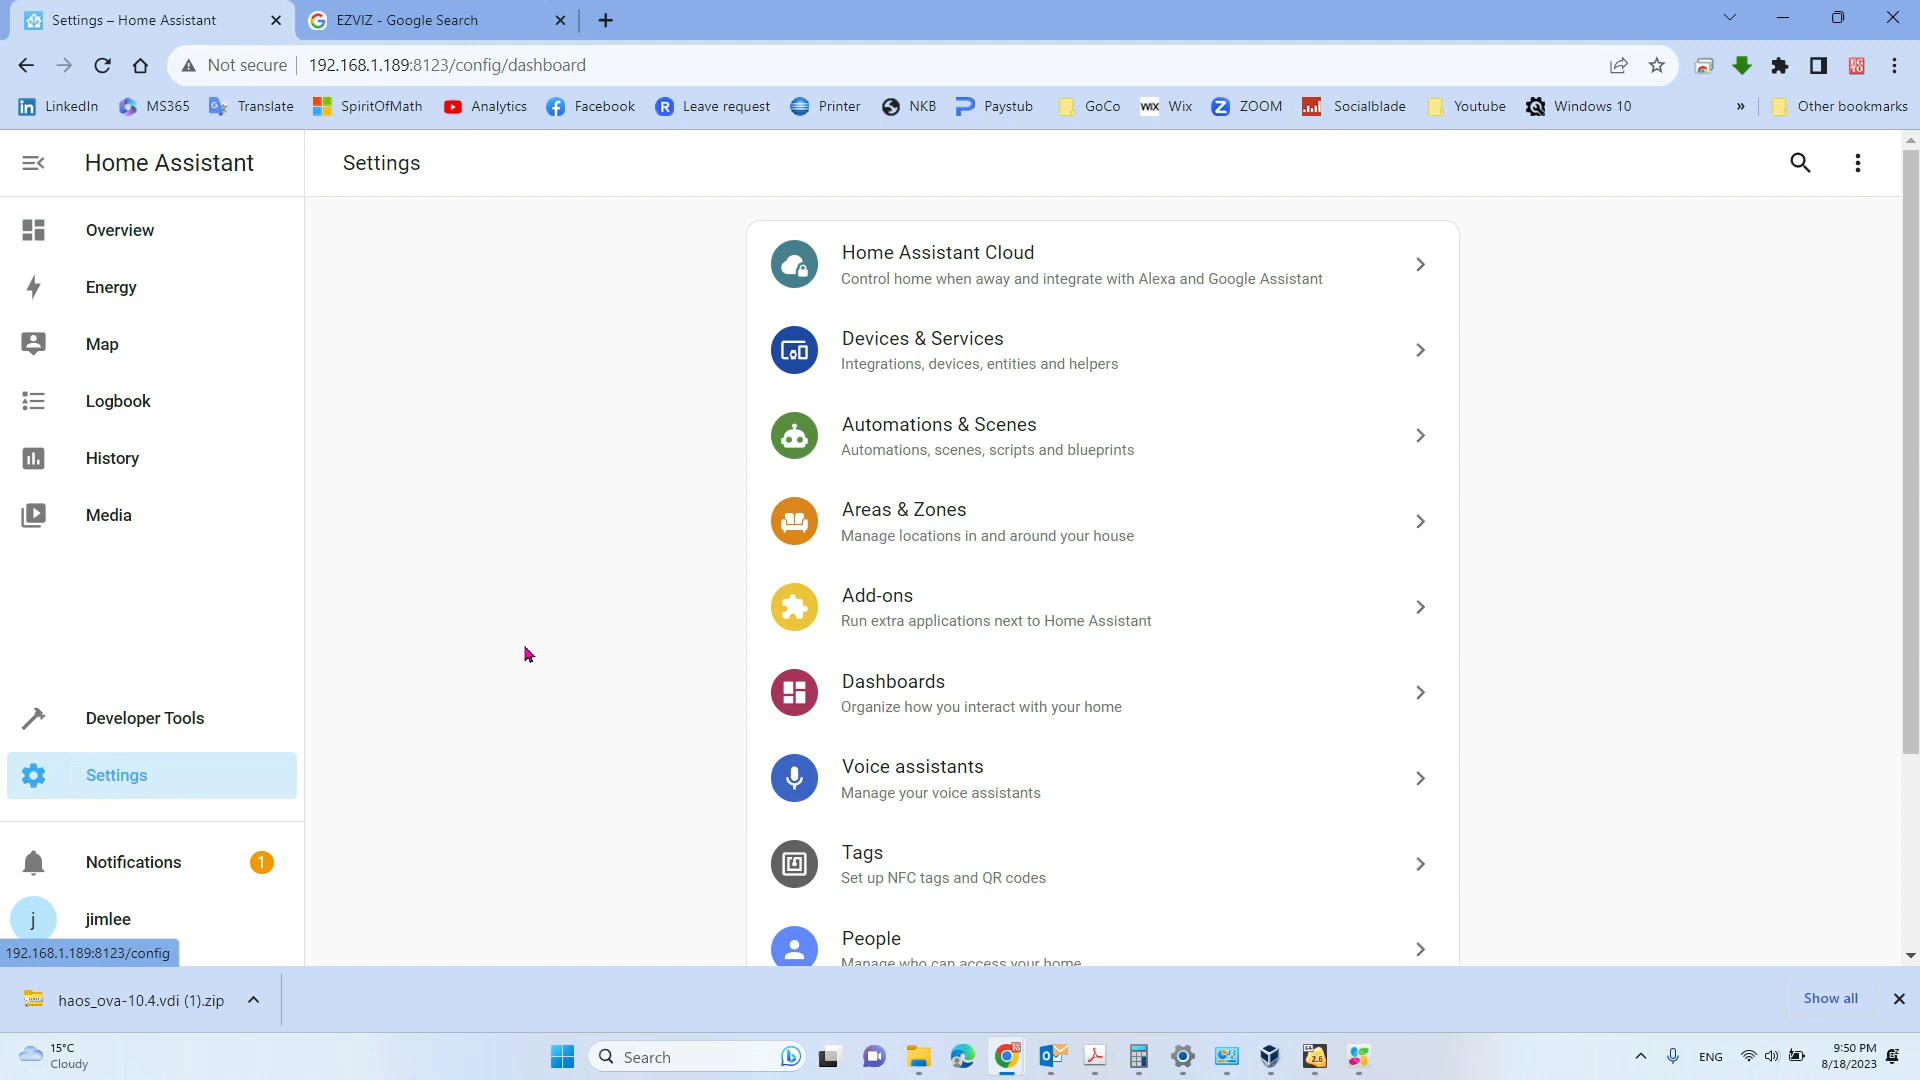 Settings – Home Assistant
EZVIZ - Google Search
Not secure
192.168.1.189:8123/config/dashboard
LinkedIn
MS365
Translate
SpiritOfMath
Analytics
Facebook
Leave request
Printer
NKB
Paystub
GoCo
WIX Wix
ZOOM
Socialblade
Youtube
Windows 10
»
Other bookmarks
Home Assistant
Settings
Overview
Energy
Map
Logbook
History
Media
Developer Tools
Settings
Notifications 1
j jimlee
192.168.1.189:8123/config
Home Assistant Cloud
Control home when away and integrate with Alexa and Google Assistant
Devices & Services
Integrations, devices, entities and helpers
Automations & Scenes
Automations, scenes, scripts and blueprints
Areas & Zones
Manage locations in and around your house
Add-ons
Run extra applications next to Home Assistant
Dashboards
Organize how you interact with your home
Voice assistants
Manage your voice assistants
Tags
Set up NFC tags and QR codes
People
Manage who can access your home
haos_ova-10.4.vdi (1).zip
Show all
15°C
Cloudy
Search
ENG
9:50 PM
8/18/2023